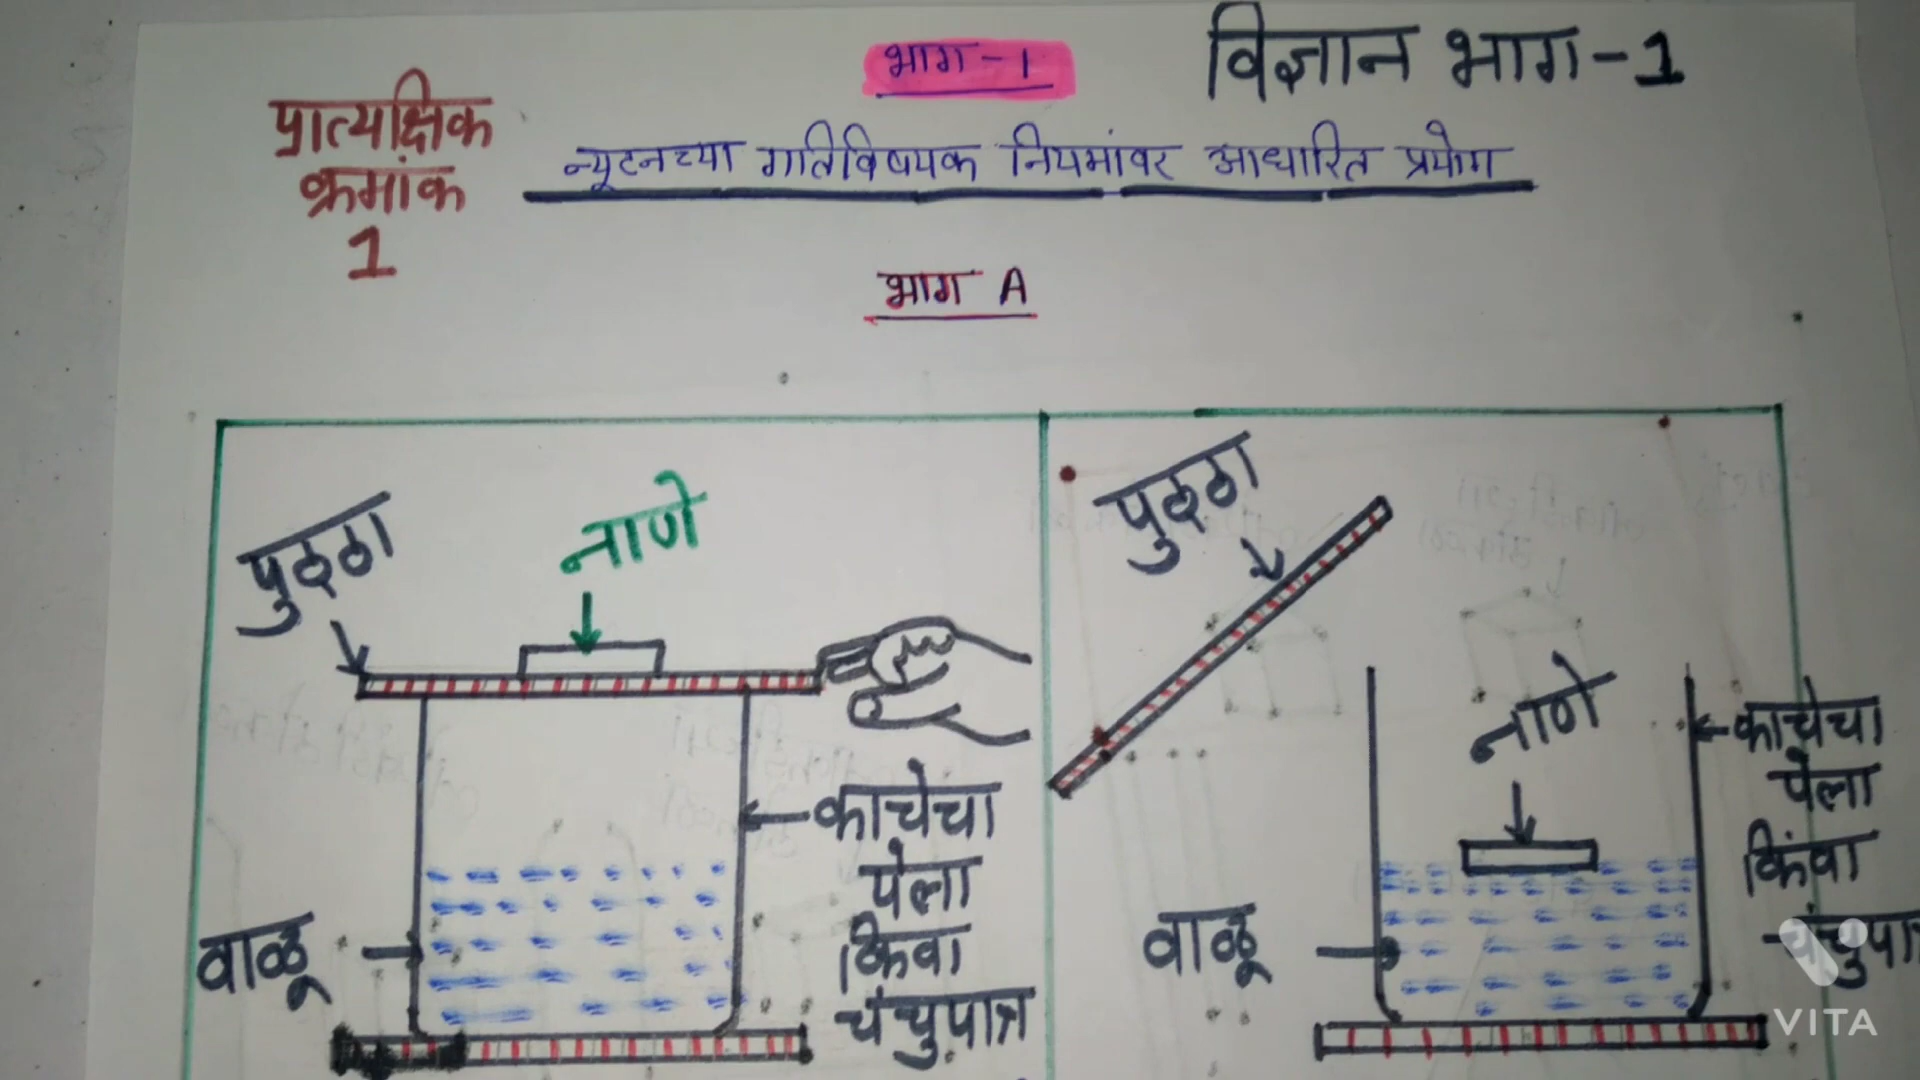 भाग-1
विज्ञान भाग-1
प्रात्यक्षिक
क्रमांक
1
न्यूटनच्या गतिविषयक नियमांवर आधारित प्रयोग
भाग A
पुठ्ठा
नाणे
काचेचा
पेला
किंवा
चंचुपात्र
वाळू
पुठ्ठा
नाणे
काचेचा
पेला
किंवा
चंचुपात्र
वाळू
VITA